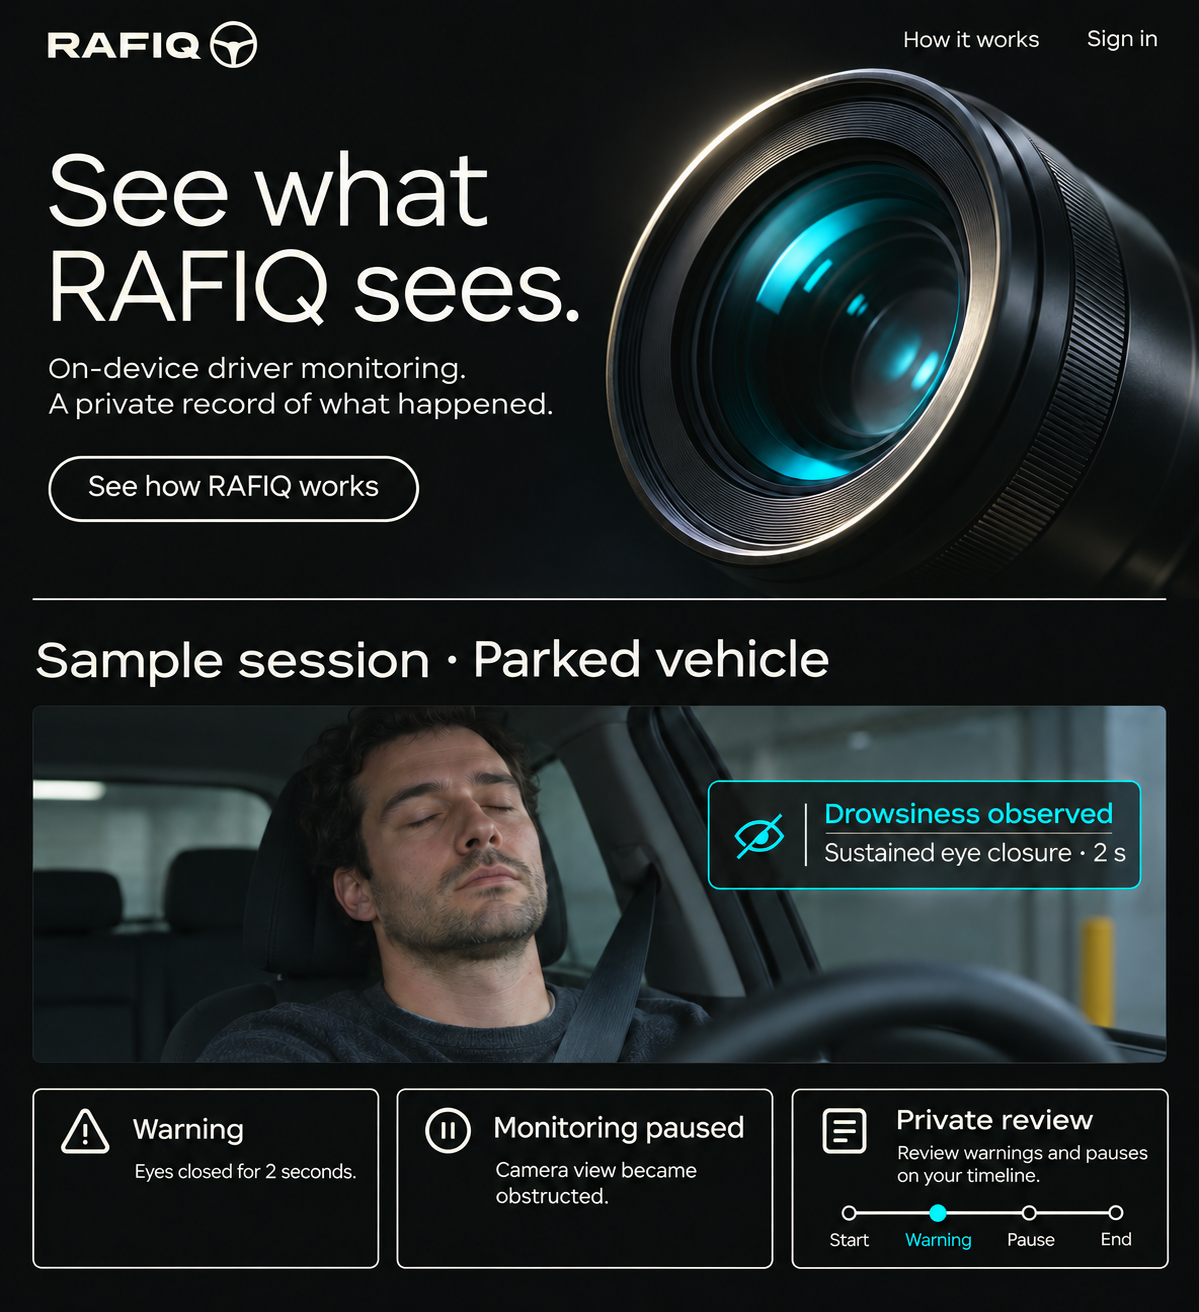 RAFIQ
How it works
Sign in
See what
RAFIQ sees.
On-device driver monitoring.
A private record of what happened.
See how RAFIQ works
Sample session · Parked vehicle
Drowsiness observed
Sustained eye closure · 2 s
Warning
Eyes closed for 2 seconds.
Monitoring paused
Camera view became
obstructed.
Private review
Review warnings and pauses
on your timeline.
Start
Warning
Pause
End